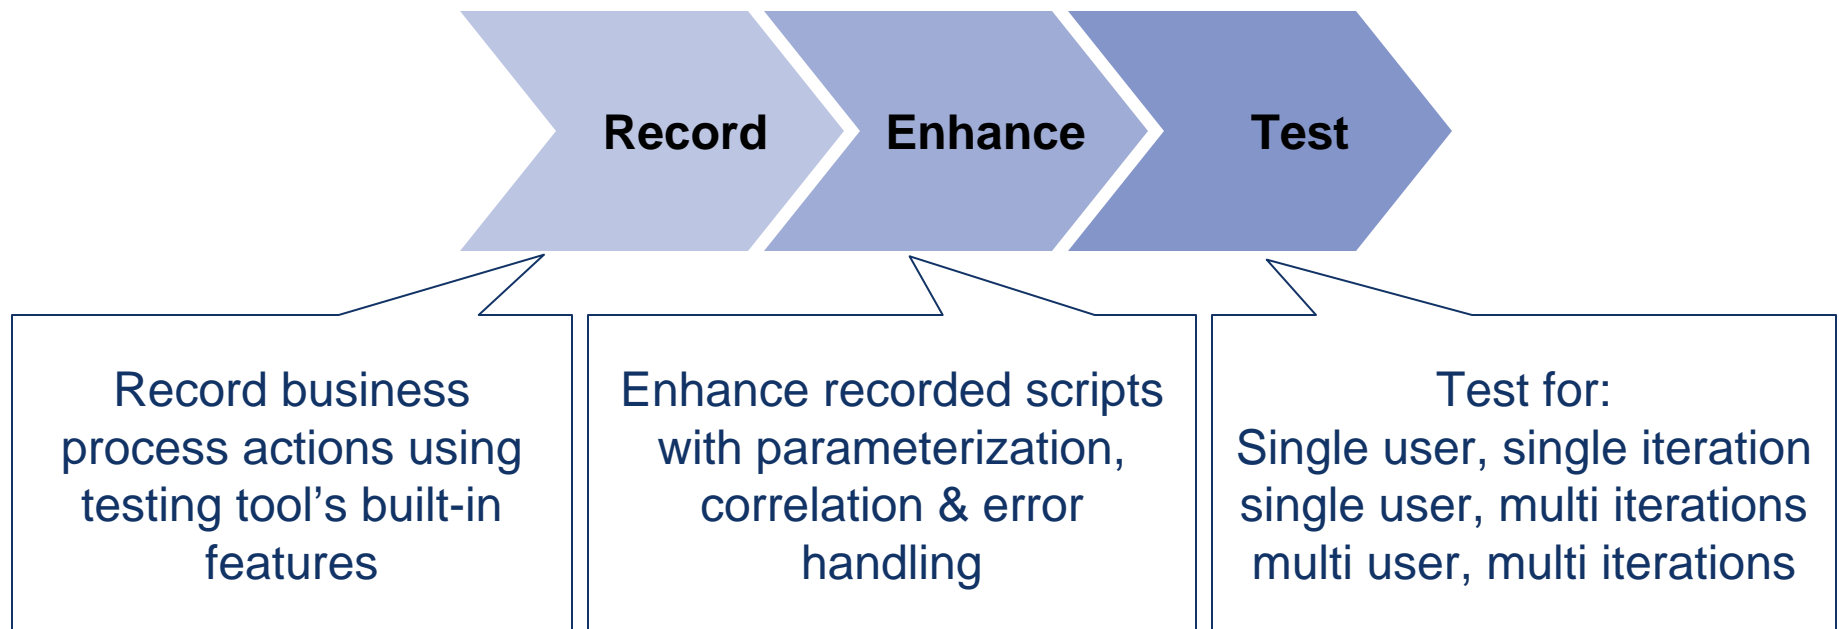 Record
Enhance
Test
Record business
process actions using
testing tool’s built-in
features
Enhance recorded scripts
with parameterization,
correlation & error
handling
Test for:
Single user, single iteration
single user, multi iterations
multi user, multi iterations